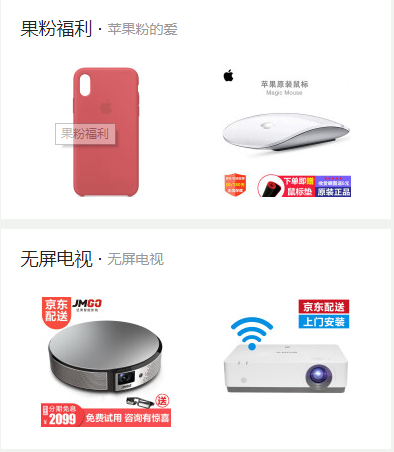 果粉福利 · 苹果粉的爱
果粉福利
苹果原装鼠标
Magic Mouse
下单即赠
鼠标垫
原装正品
无屏电视 · 无屏电视
京东
配送
JMGO
京东配送
上门安装
分期免息
¥2099
送
免费试用 咨询有惊喜